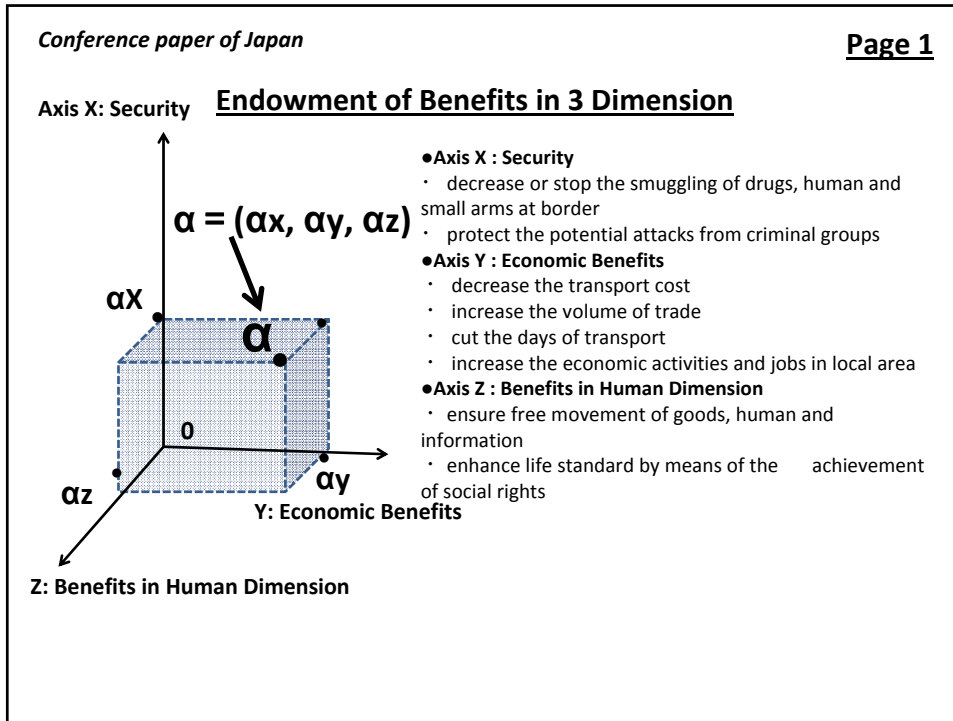 Conference paper of Japan
Page 1
Endowment of Benefits in 3 Dimension
Axis X: Security
α = (αx, αy, αz)
αX
α
0
αz
αy
Y: Economic Benefits
Z: Benefits in Human Dimension
●Axis X : Security
・ decrease or stop the smuggling of drugs, human and
small arms at border
・ protect the potential attacks from criminal groups
●Axis Y : Economic Benefits
・ decrease the transport cost
・ increase the volume of trade
・ cut the days of transport
・ increase the economic activities and jobs in local area
●Axis Z : Benefits in Human Dimension
・ ensure free movement of goods, human and
information
・ enhance life standard by means of the achievement
of social rights